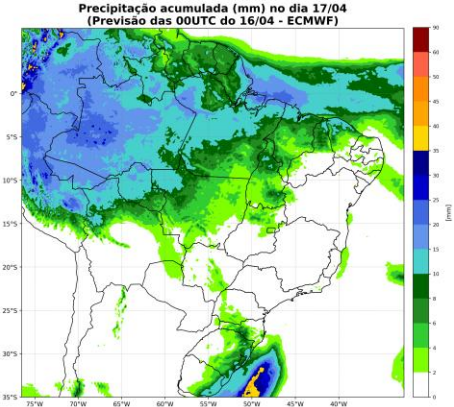 Precipitação acumulada (mm) no dia 17/04
(Previsão das 00UTC do 16/04 - ECMWF)
90
60
50
45
40
35
30
25
20
15
10
8
6
4
2
0
[mm]
0°
5°S
10°S
15°S
20°S
25°S
30°S
35°S
75°W
70°W
65°W
60°W
55°W
50°W
45°W
40°W